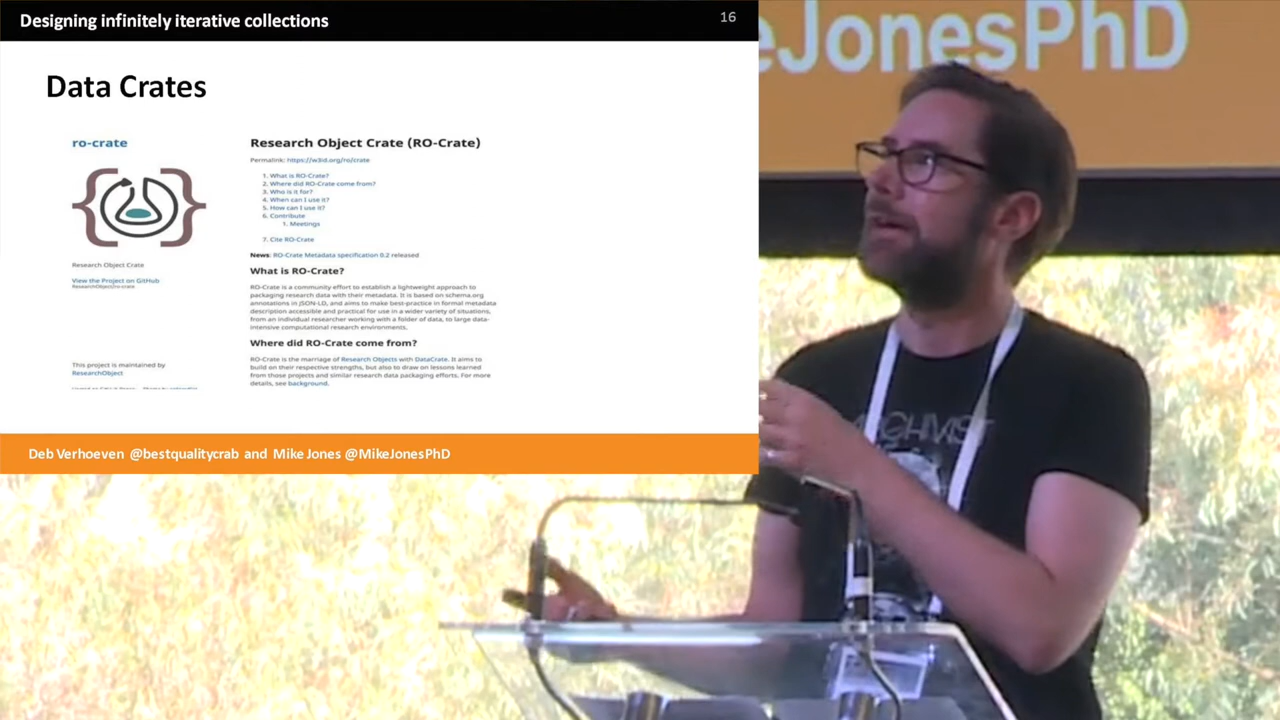 Designing infinitely iterative collections
16
Data Crates
ro-crate
Research Object Crate
View the Project on GitHub
ResearchObject/ro-crate
This project is maintained by
ResearchObject
Research Object Crate (RO-Crate)
Permalink: https://w3id.org/ro/crate
1. What is RO-Crate?
2. Where did RO-Crate come from?
3. Who is it for?
4. When can I use it?
5. How can I use it?
6. Contribute
1. Meetings
7. Cite RO-Crate
News: RO-Crate Metadata specification 0.2 released
What is RO-Crate?
RO-Crate is a community effort to establish a lightweight approach to
packaging research data with their metadata. It is based on schema.org
annotations in JSON-LD, and aims to make best-practice in formal metadata
description accessible and practical for use in a wider variety of situations,
from an individual researcher working with a folder of data, to large data-
intensive computational research environments.
Where did RO-Crate come from?
RO-Crate is the marriage of Research Objects with DataCrate. It aims to
build on their respective strengths, but also to draw on lessons learned
from those projects and similar research data packaging efforts. For more
details, see background.
Deb Verhoeven @bestqualitycrab and Mike Jones @MikeJonesPhD
eJonesPhD
ARCHIVIST